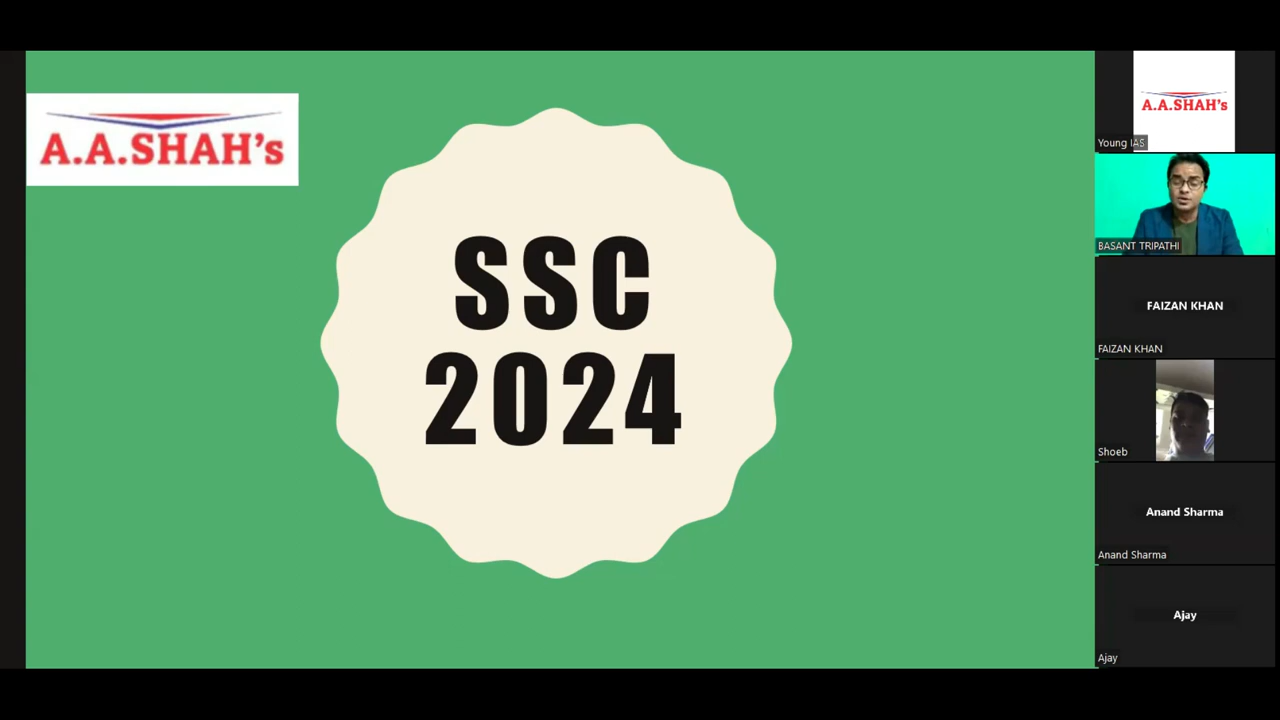 A.A.SHAH's
SSC
2024
A.A.SHAH's
Young IAS
BASANT TRIPATHI
FAIZAN KHAN
FAIZAN KHAN
Shoeb
Anand Sharma
Anand Sharma
Ajay
Ajay